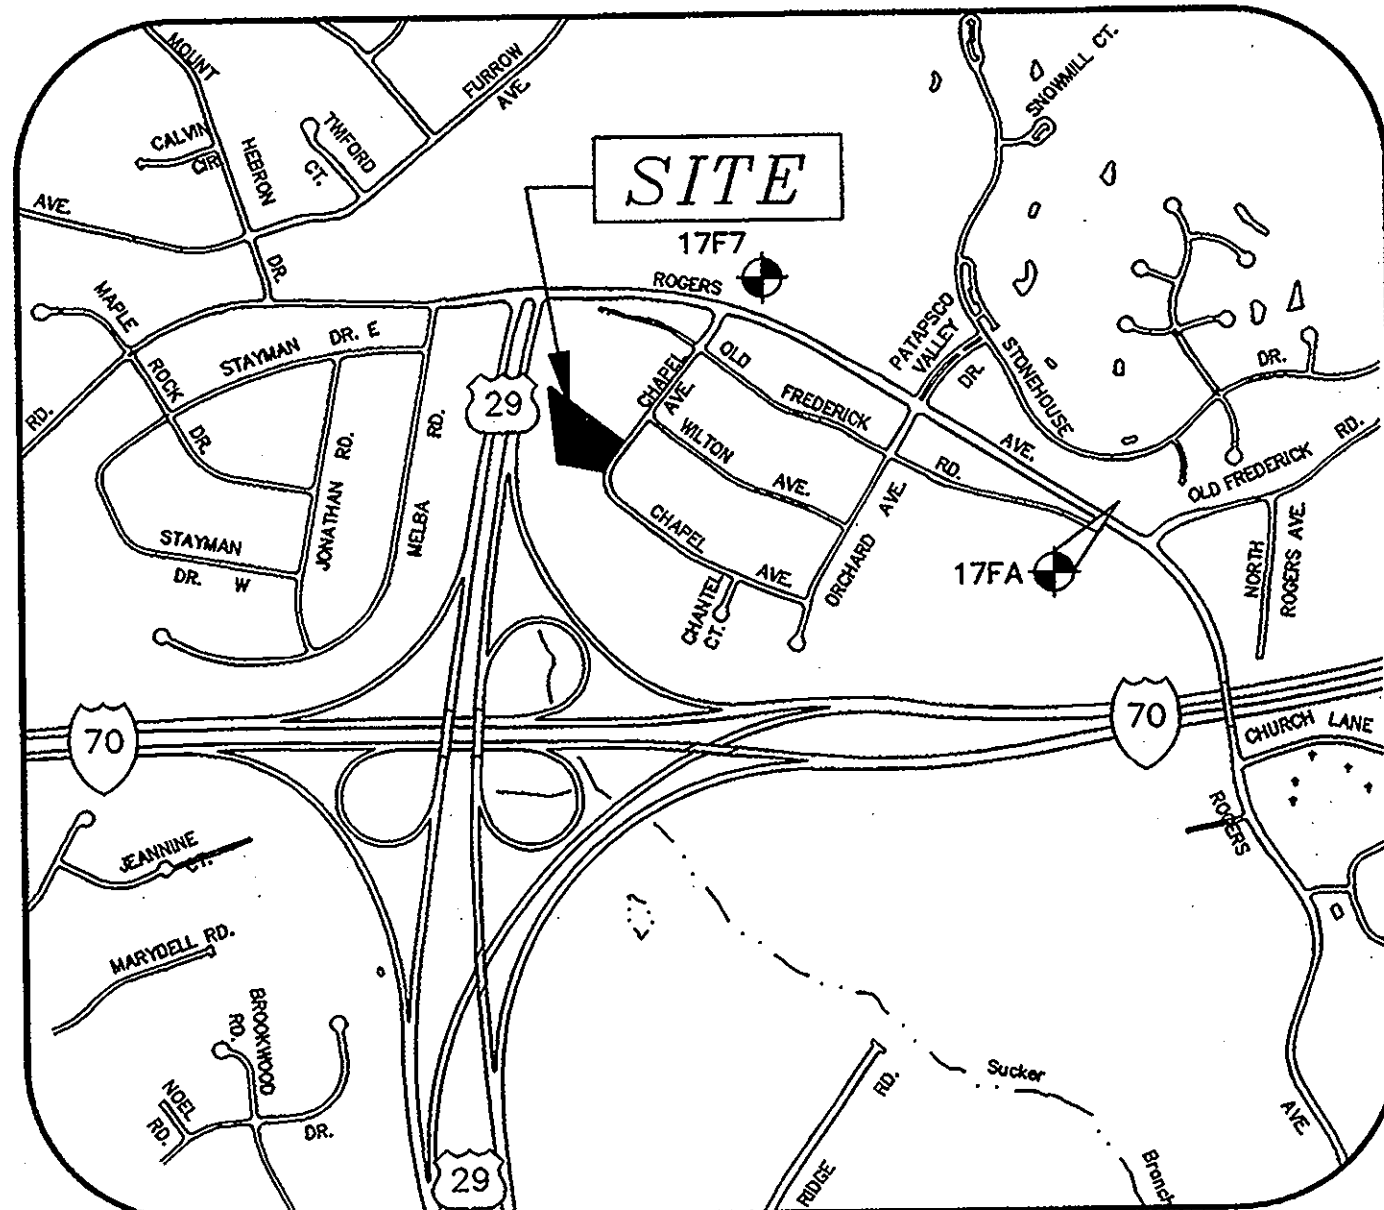 MOUNT
HEBRON
DR.
CALVIN
CIR.
TWIFORD
CT.
FURROW
AVE.
SNOWMILL CT.
AVE.
SITE
17F7
ROGERS
MAPLE
ROCK
DR.
STAYMAN DR. E
RD.
29
CHAPEL
AVE.
OLD
FREDERICK
RD.
PATAPSCO
VALLEY
DR.
STONEHOUSE
DR.
AVE.
WILTON
AVE.
JONATHAN RD.
MELBA RD.
OLD FREDERICK RD.
STAYMAN
DR. W
CHAPEL
AVE.
CHANTEL
CT.
ORCHARD AVE.
17FA
NORTH
ROGERS AVE.
70
70
CHURCH LANE
ROGERS
AVE.
JEANNINE
CT.
MARYDELL RD.
BROOKWOOD
RD.
NOEL
RD.
DR.
29
RIDGE RD.
Sucker
Branch